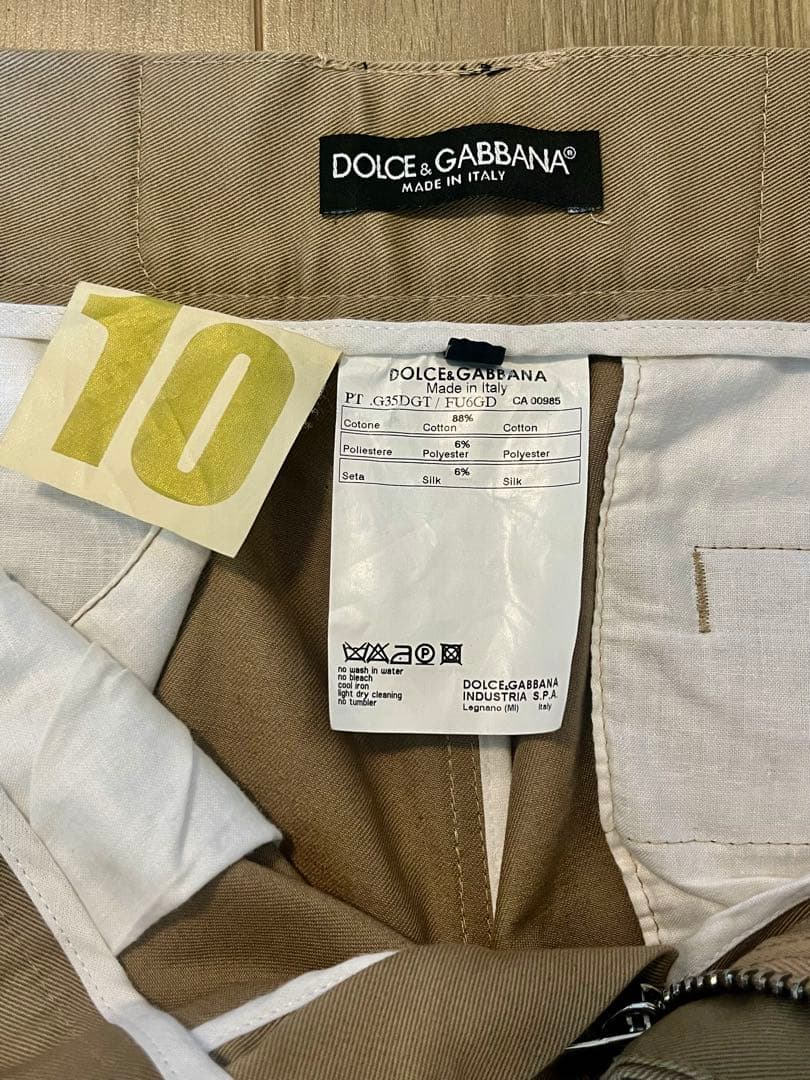 DOLCE & GABBANA®
MADE IN ITALY
10
DOLCE&GABBANA
Made in Italy
PT .G35DGT / FU6GD CA 00985
88%
Cotone Cotton Cotton
6%
Poliestere Polyester Polyester
6%
Seta Silk Silk
A P
no wash in water
no bleach
cool iron
light dry cleaning
no tumbler
DOLCE&GABBANA
INDUSTRIA S.P.A.
Legnano (MI) Italy